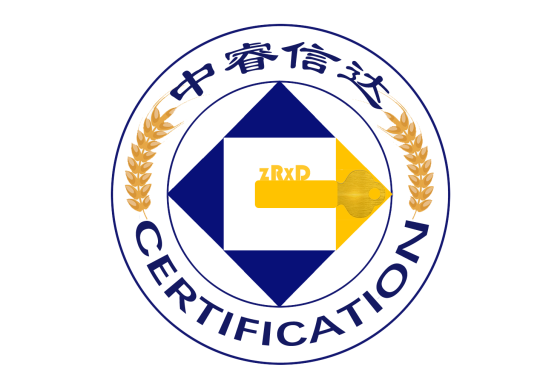 中睿信达
zRxD
CERTIFICATION